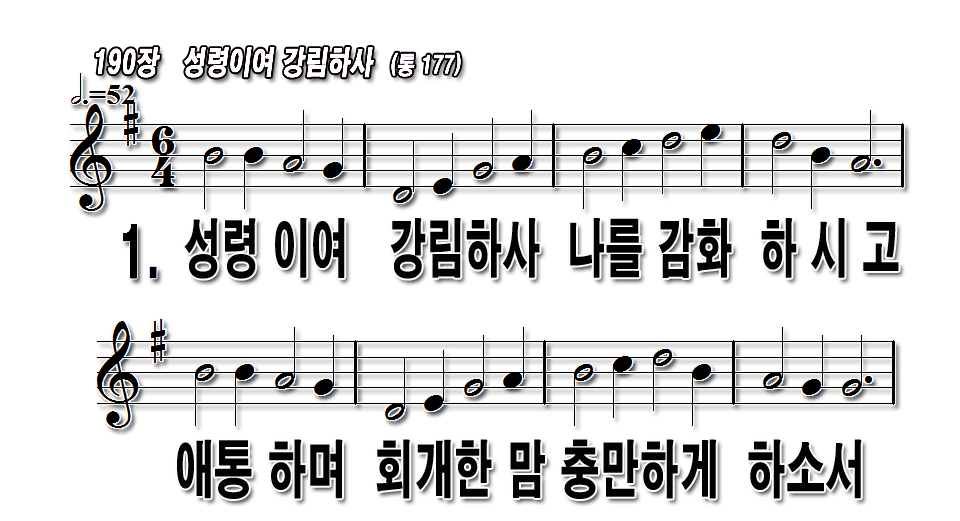 190장 성령이여 강림하사 (통 177)
𝅗𝅥.=52
6
4
1. 성령 이여 강림하사 나를 감화 하 시 고
애통 하며 회개한 맘 충만하게 하소서